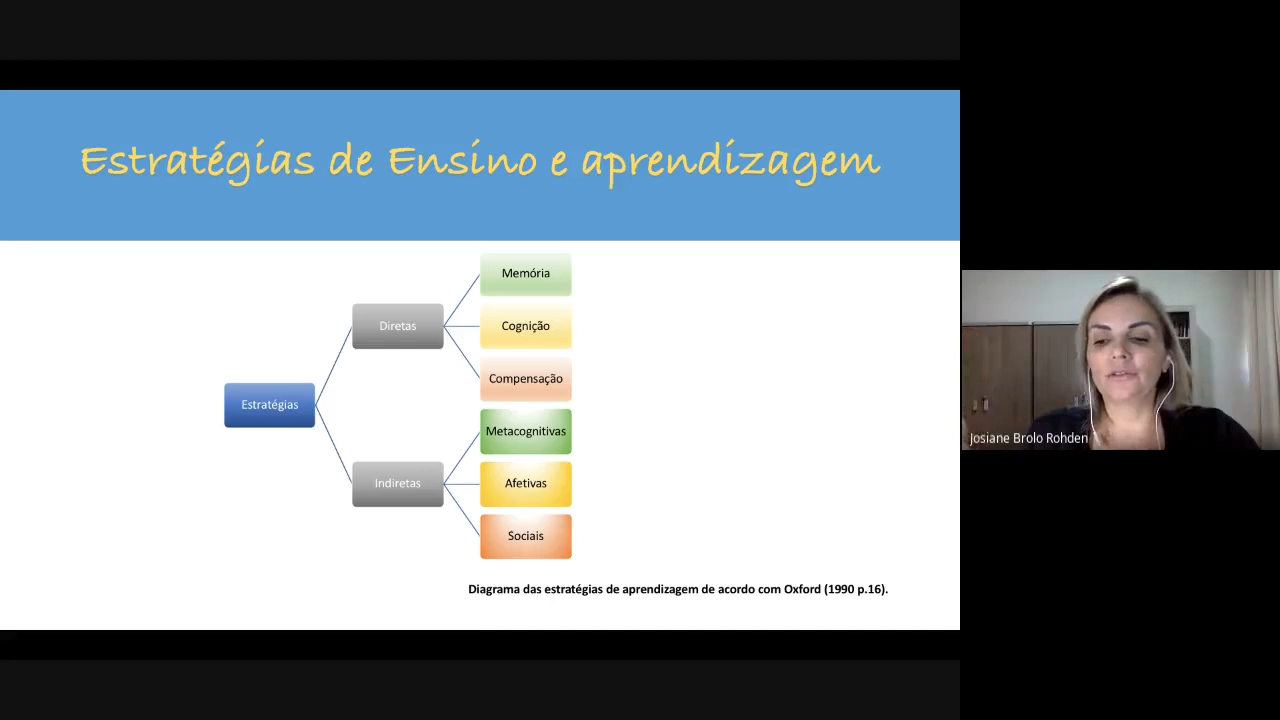 Estratégias de Ensino e aprendizagem
Memória
Diretas
Cognição
Compensação
Estratégias
Metacognitivas
Indiretas
Afetivas
Sociais
Diagrama das estratégias de aprendizagem de acordo com Oxford (1990 p.16).
Josiane Brolo Rohden